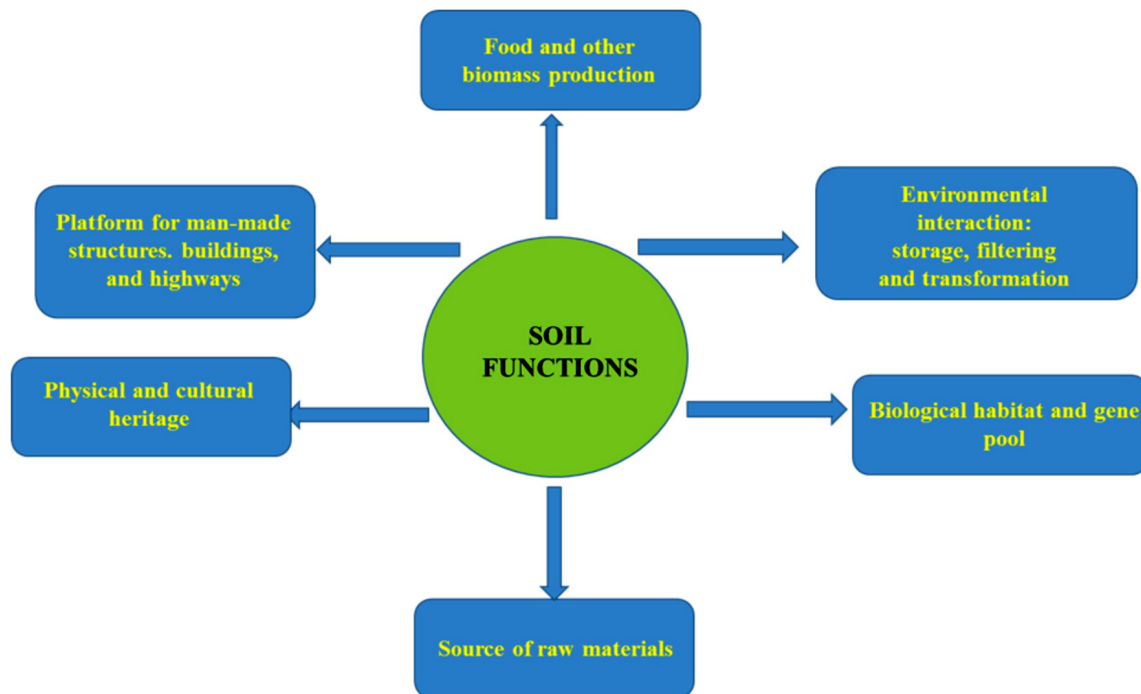 Food and other
biomass production
Platform for man-made
structures. buildings,
and highways
Environmental
interaction:
storage, filtering
and transformation
SOIL
FUNCTIONS
Physical and cultural
heritage
Biological habitat and gene
pool
Source of raw materials